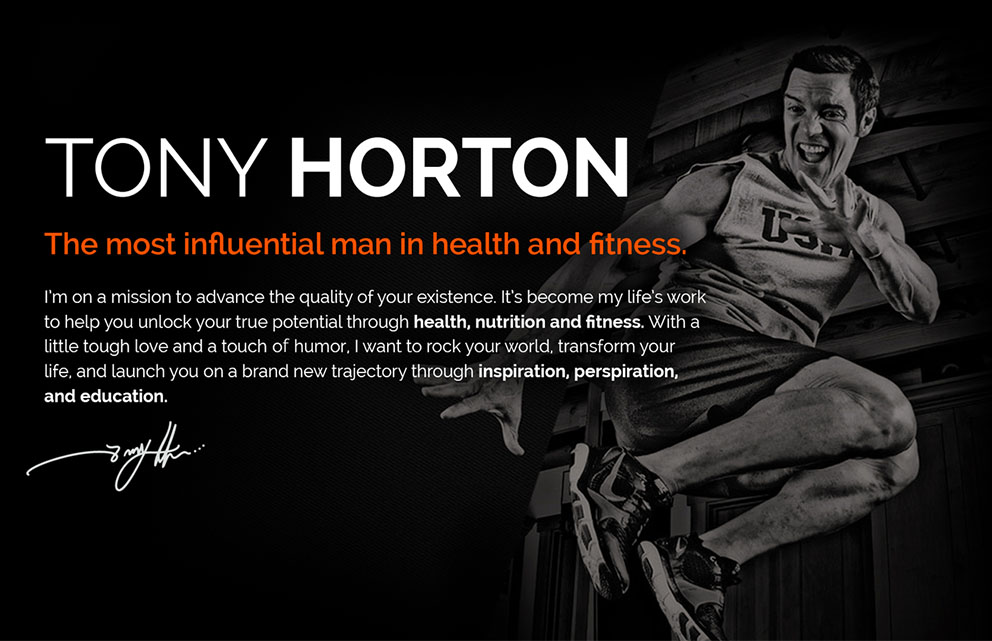 TONY HORTON
The most influential man in health and fitness.
I'm on a mission to advance the quality of your existence. It's become my life's work
to help you unlock your true potential through health, nutrition and fitness. With a
little tough love and a touch of humor, I want to rock your world, transform your
life, and launch you on a brand new trajectory through inspiration, perspiration,
and education.
USA